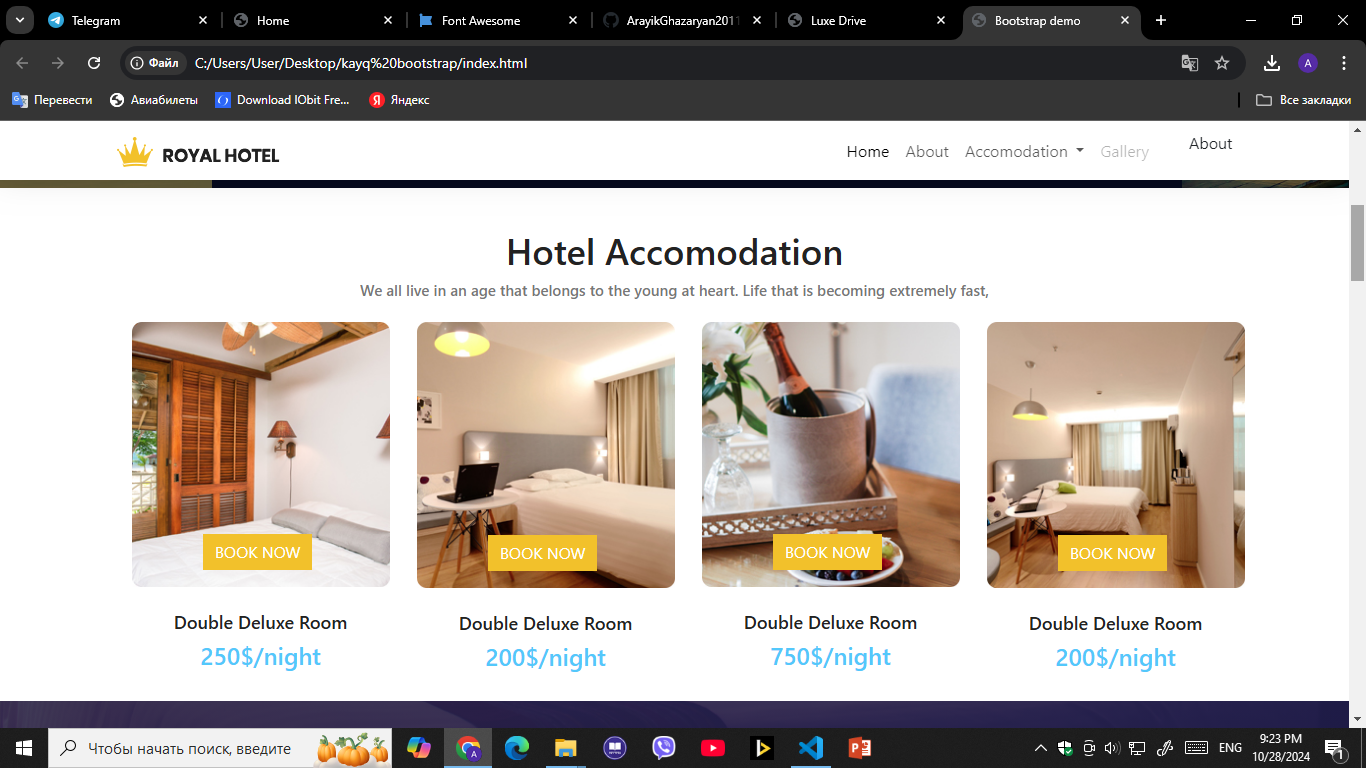 Telegram
Home
Font Awesome
ArayikGhazaryan2011
Luxe Drive
Bootstrap demo
Файл
C:/Users/User/Desktop/kayq%20bootstrap/index.html
A
Перевести
Авиабилеты
Download IObit Fre...
Яндекс
Все закладки
ROYAL HOTEL
Home
About
Accomodation
Gallery
About
Hotel Accomodation
We all live in an age that belongs to the young at heart. Life that is becoming extremely fast,
BOOK NOW
BOOK NOW
BOOK NOW
BOOK NOW
Double Deluxe Room
Double Deluxe Room
Double Deluxe Room
Double Deluxe Room
250$/night
200$/night
750$/night
200$/night
Чтобы начать поиск, введите
ENG
9:23 PM
10/28/2024
1